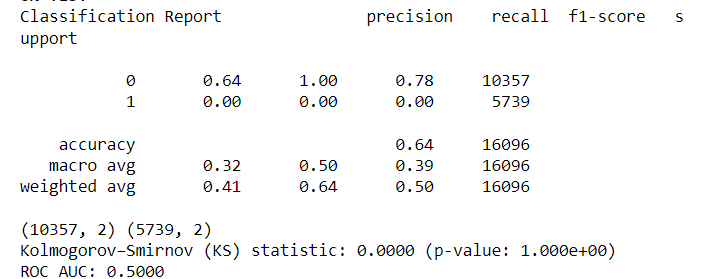 Classification Report precision recall f1-score s
upport
0 0.64 1.00 0.78 10357
1 0.00 0.00 0.00 5739
accuracy 0.64 16096
macro avg 0.32 0.50 0.39 16096
weighted avg 0.41 0.64 0.50 16096
(10357, 2) (5739, 2)
Kolmogorov–Smirnov (KS) statistic: 0.0000 (p-value: 1.000e+00)
ROC AUC: 0.5000